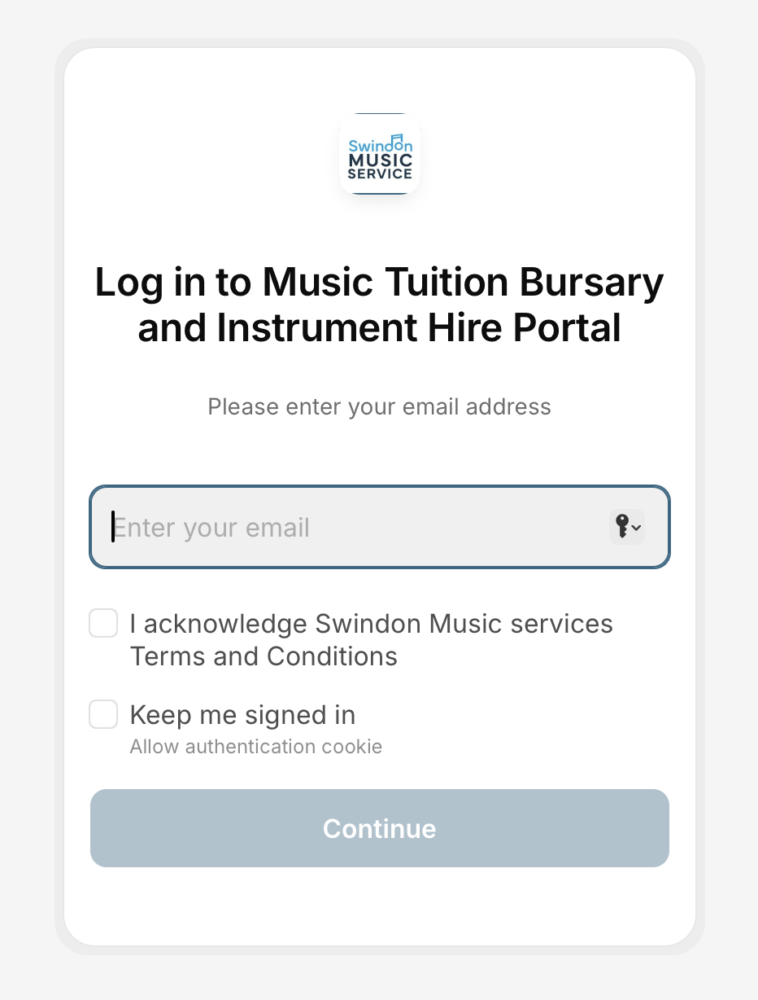 Swindon
MUSIC
SERVICE
Log in to Music Tuition Bursary
and Instrument Hire Portal
Please enter your email address
Enter your email
I acknowledge Swindon Music services
Terms and Conditions
Keep me signed in
Allow authentication cookie
Continue